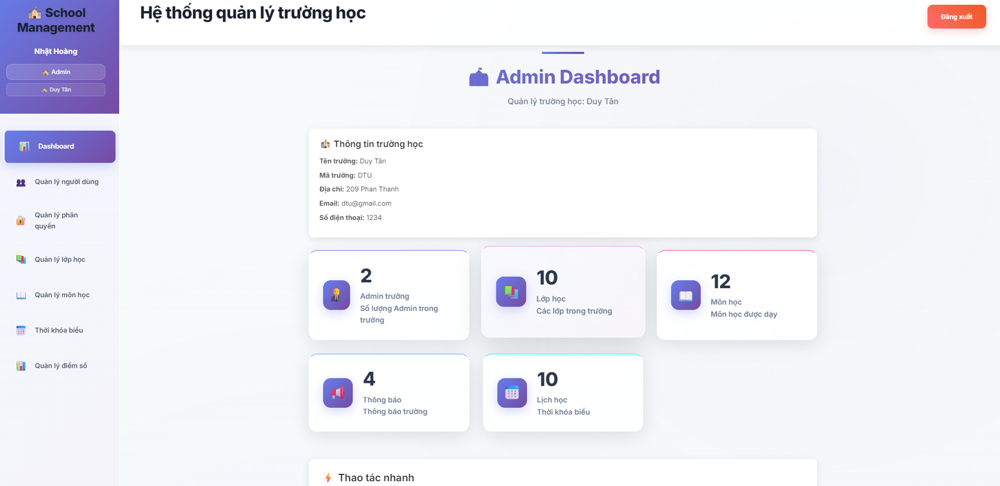 School
Management
Nhật Hoàng
Admin
Duy Tân
Dashboard
Quản lý người dùng
Quản lý phân
quyền
Quản lý lớp học
Quản lý môn học
Thời khóa biểu
Quản lý điểm số
Hệ thống quản lý trường học
Đăng xuất
Admin Dashboard
Quản lý trường học: Duy Tân
Thông tin trường học
Tên trường: Duy Tân
Mã trường: DTU
Địa chỉ: 209 Phan Thanh
Email: dtu@gmail.com
Số điện thoại: 1234
2
Admin trường
Số lượng Admin trong
trường
10
Lớp học
Các lớp trong trường
12
Môn học
Môn học được dạy
4
Thông báo
Thông báo trường
10
Lịch học
Thời khóa biểu
Thao tác nhanh